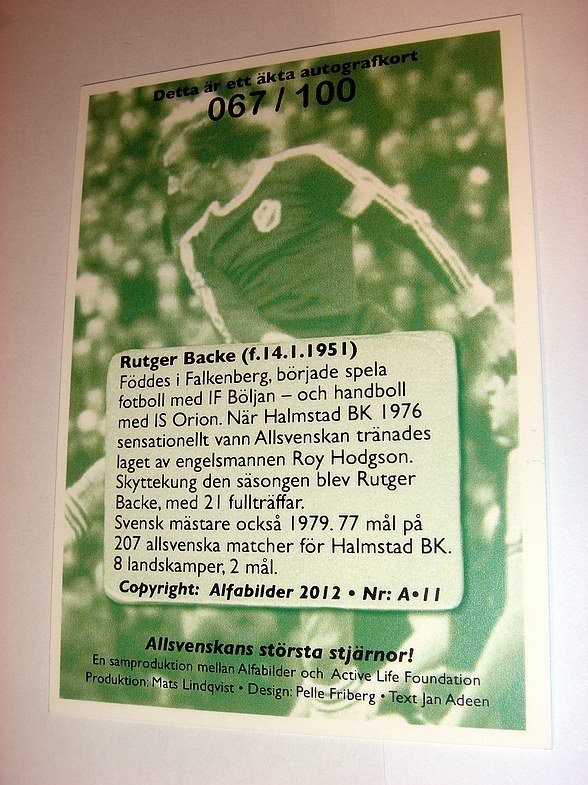 Detta är ett äkta autografkort
067 / 100
Rutger Backe (f.14.1.1951)
Föddes i Falkenberg, började spela
fotboll med IF Böljan – och handboll
med IS Orion. När Halmstad BK 1976
sensationellt vann Allsvenskan tränades
laget av engelsmannen Roy Hodgson.
Skyttekung den säsongen blev Rutger
Backe, med 21 fullträffar.
Svensk mästare också 1979. 77 mål på
207 allsvenska matcher för Halmstad BK.
8 landskamper, 2 mål.
Copyright: Alfabilder 2012 • Nr: A•11
Allsvenskans största stjärnor!
En samproduktion mellan Alfabilder och Active Life Foundation
Produktion: Mats Lindqvist • Design: Pelle Friberg • Text Jan Adeen